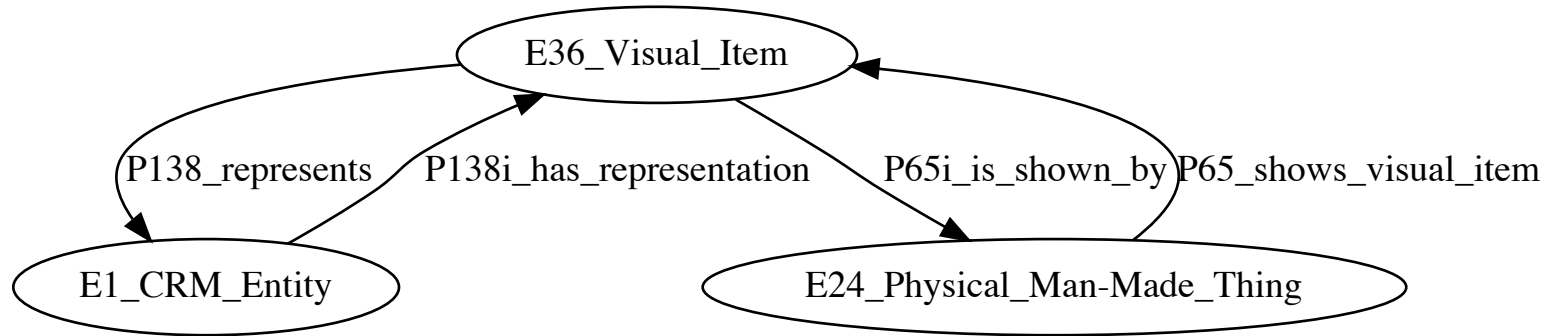 E36_Visual_Item
P138_represents
P138i_has_representation
P65i_is_shown_by
P65_shows_visual_item
E1_CRM_Entity
E24_Physical_Man-Made_Thing